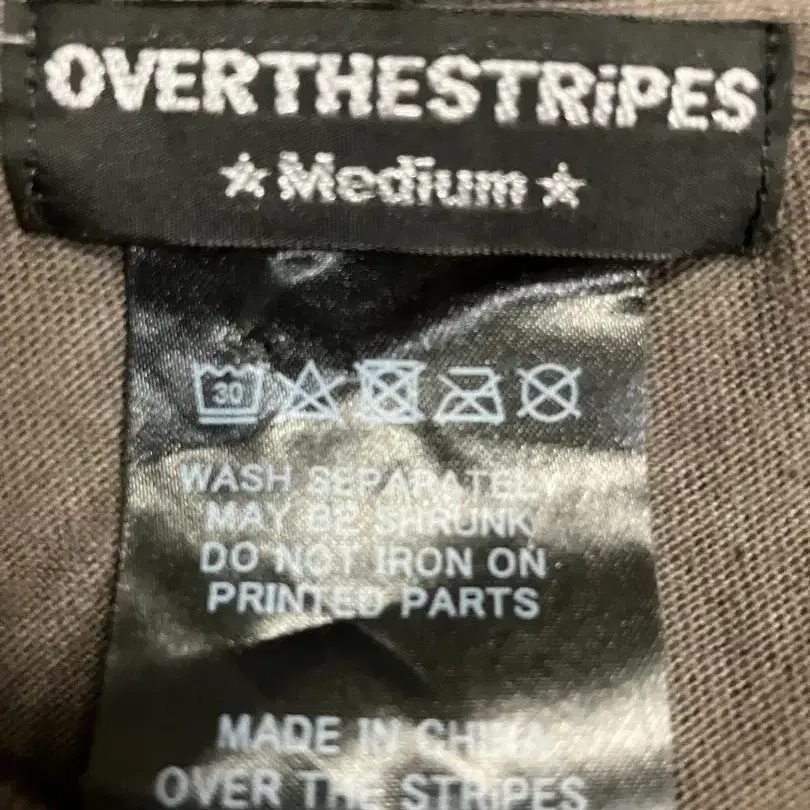 OVERTHESTRiPES
★Medium★
30
WASH SEPARATELY
MAY BE SHRUNK
DO NOT IRON ON
PRINTED PARTS
MADE IN CHINA
OVER THE STRiPES